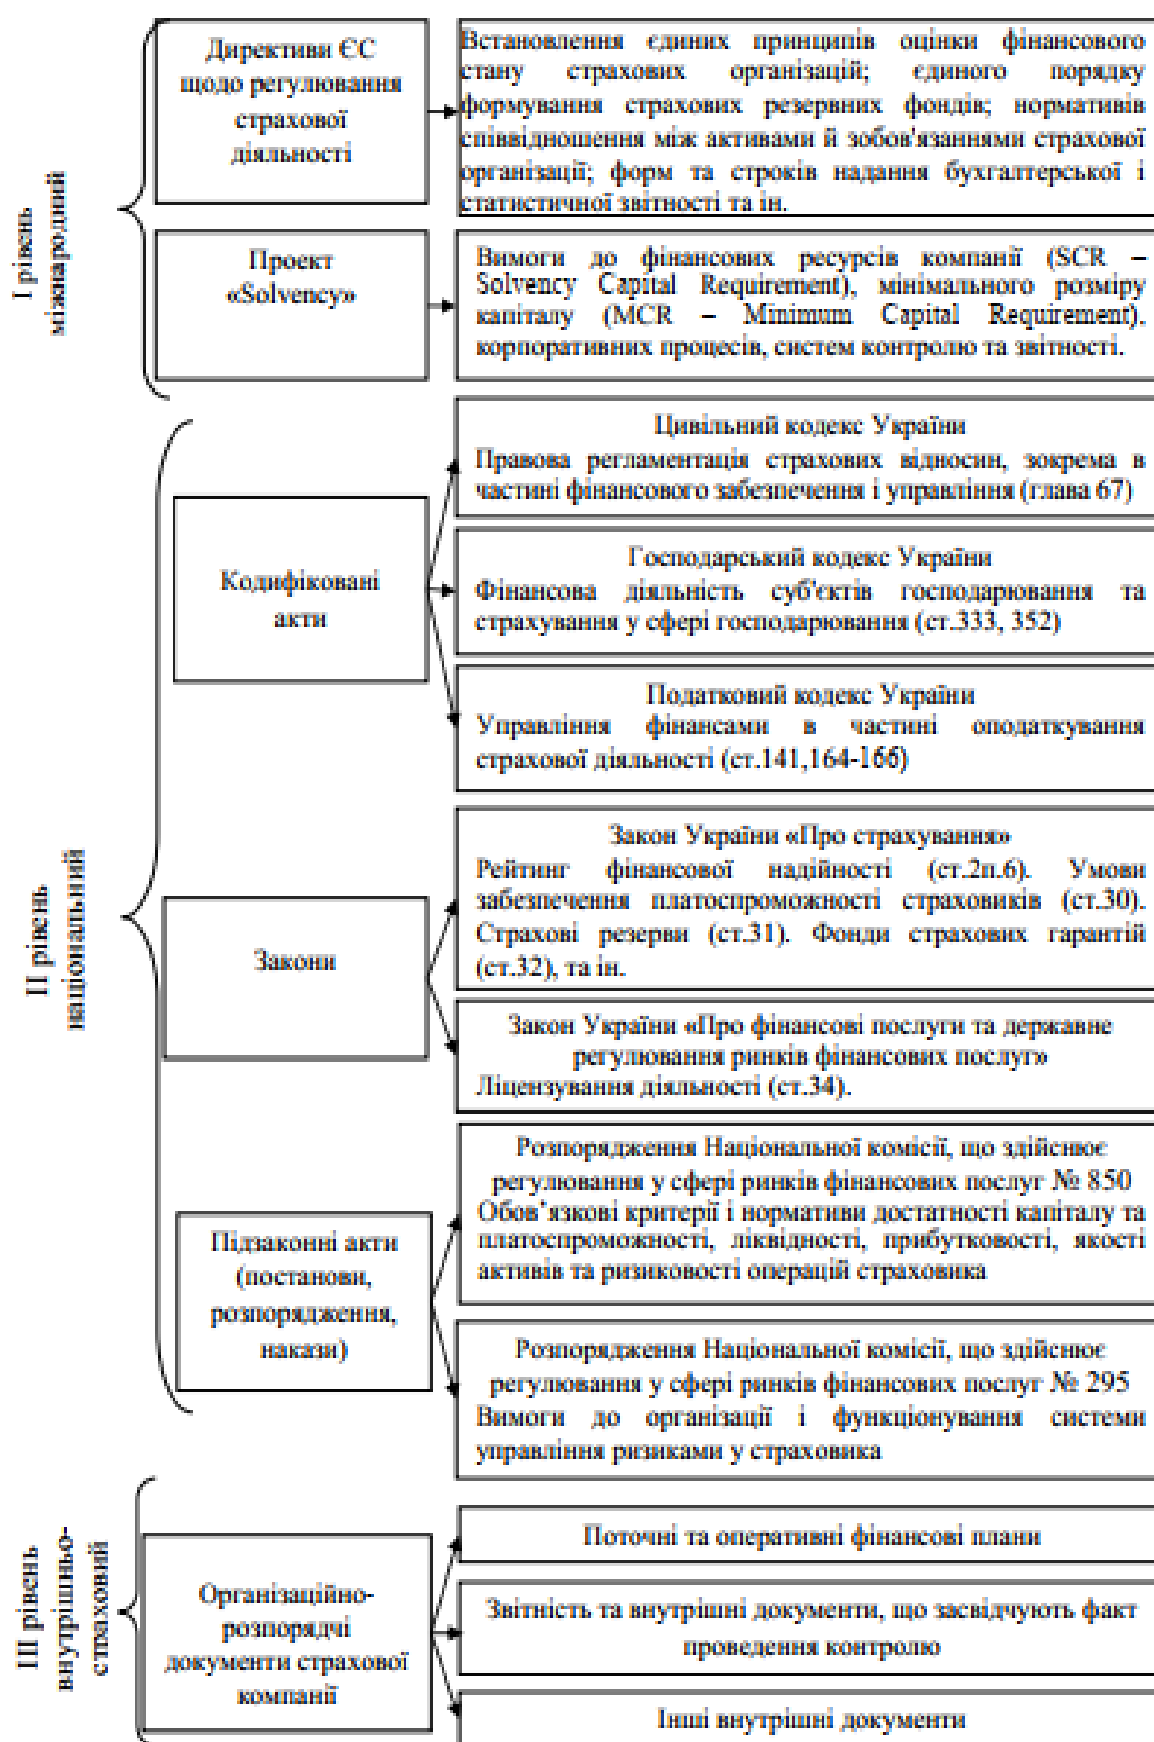 І рівень
міжнародний
Директиви ЄС
щодо регулювання
страхової
діяльності
Встановлення єдиних принципів оцінки фінансового
стану страхових організацій; єдиного порядку
формування страхових резервних фондів; нормативів
співвідношення між активами й зобов'язаннями страхової
організації; форм та строків надання бухгалтерської і
статистичної звітності та ін.
Проект
«Solvency»
Вимоги до фінансових ресурсів компанії (SCR –
Solvency Capital Requirement), мінімального розміру
капіталу (MCR – Minimum Capital Requirement),
корпоративних процесів, систем контролю та звітності.
ІІ рівень
національний
Кодифіковані
акти
Цивільний кодекс України
Правова регламентація страхових відносин, зокрема в
частині фінансового забезпечення і управління (глава 67)
Господарський кодекс України
Фінансова діяльність суб'єктів господарювання та
страхування у сфері господарювання (ст.333, 352)
Податковий кодекс України
Управління фінансами в частині оподаткування
страхової діяльності (ст.141,164-166)
Закони
Закон України «Про страхування»
Рейтинг фінансової надійності (ст.2п.6). Умови
забезпечення платоспроможності страховиків (ст.30).
Страхові резерви (ст.31). Фонди страхових гарантій
(ст.32), та ін.
Закон України «Про фінансові послуги та державне
регулювання ринків фінансових послуг»
Ліцензування діяльності (ст.34).
Підзаконні акти
(постанови,
розпорядження,
накази)
Розпорядження Національної комісії, що здійснює
регулювання у сфері ринків фінансових послуг № 850
Обов’язкові критерії і нормативи достатності капіталу та
платоспроможності, ліквідності, прибутковості, якості
активів та ризиковості операцій страховика
Розпорядження Національної комісії, що здійснює
регулювання у сфері ринків фінансових послуг № 295
Вимоги до організації і функціонування системи
управління ризиками у страховика
ІІІ рівень
внутрішньо-
страховий
Організаційно-
розпорядчі
документи страхової
компанії
Поточні та оперативні фінансові плани
Звітність та внутрішні документи, що засвідчують факт
проведення контролю
Інші внутрішні документи